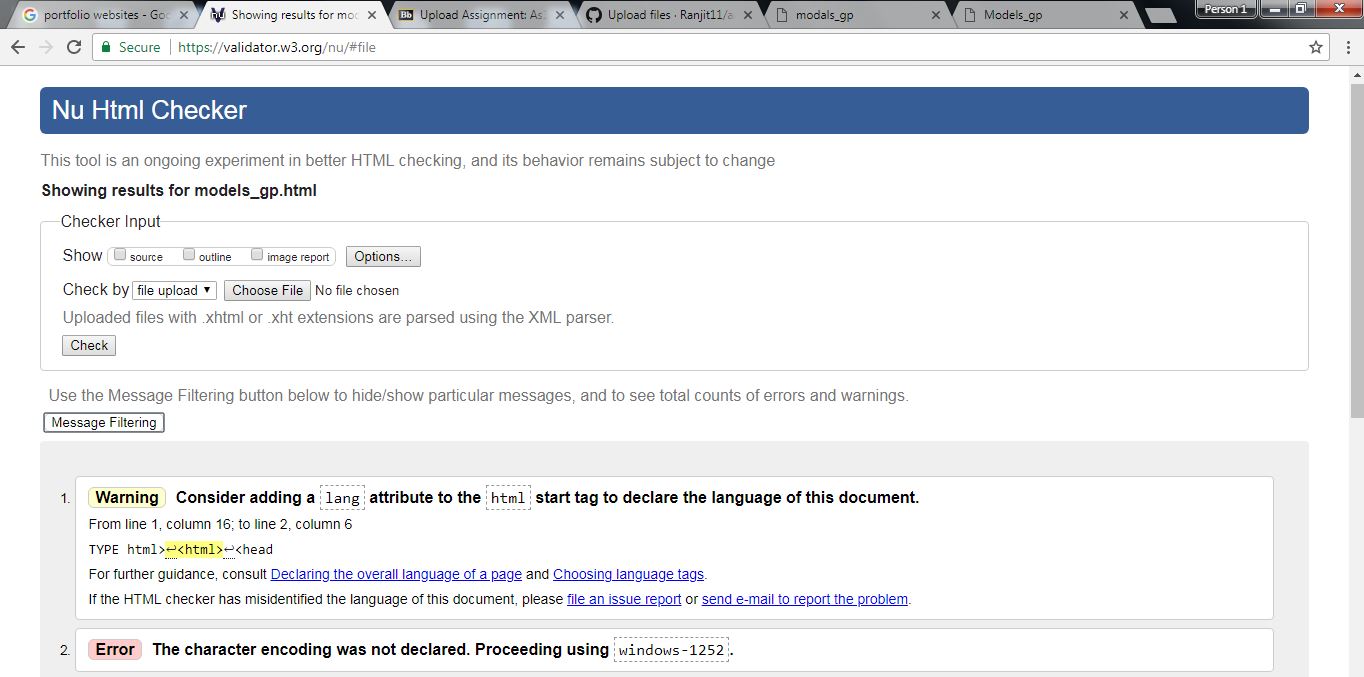 portfolio websites - Goo
Showing results for mod
Upload Assignment: As
Upload files · Ranjit11/a
modals_gp
Models_gp
Person 1
Secure
https://validator.w3.org/nu/#file
Nu Html Checker
This tool is an ongoing experiment in better HTML checking, and its behavior remains subject to change
Showing results for models_gp.html
Checker Input
Show source outline image report Options...
Check by file upload ▼ Choose File No file chosen
Uploaded files with .xhtml or .xht extensions are parsed using the XML parser.
Check
Use the Message Filtering button below to hide/show particular messages, and to see total counts of errors and warnings.
Message Filtering
1. Warning Consider adding a lang attribute to the html start tag to declare the language of this document.
From line 1, column 16; to line 2, column 6
TYPE html>↩<html>↩<head
For further guidance, consult Declaring the overall language of a page and Choosing language tags.
If the HTML checker has misidentified the language of this document, please file an issue report or send e-mail to report the problem.
2. Error The character encoding was not declared. Proceeding using windows-1252.